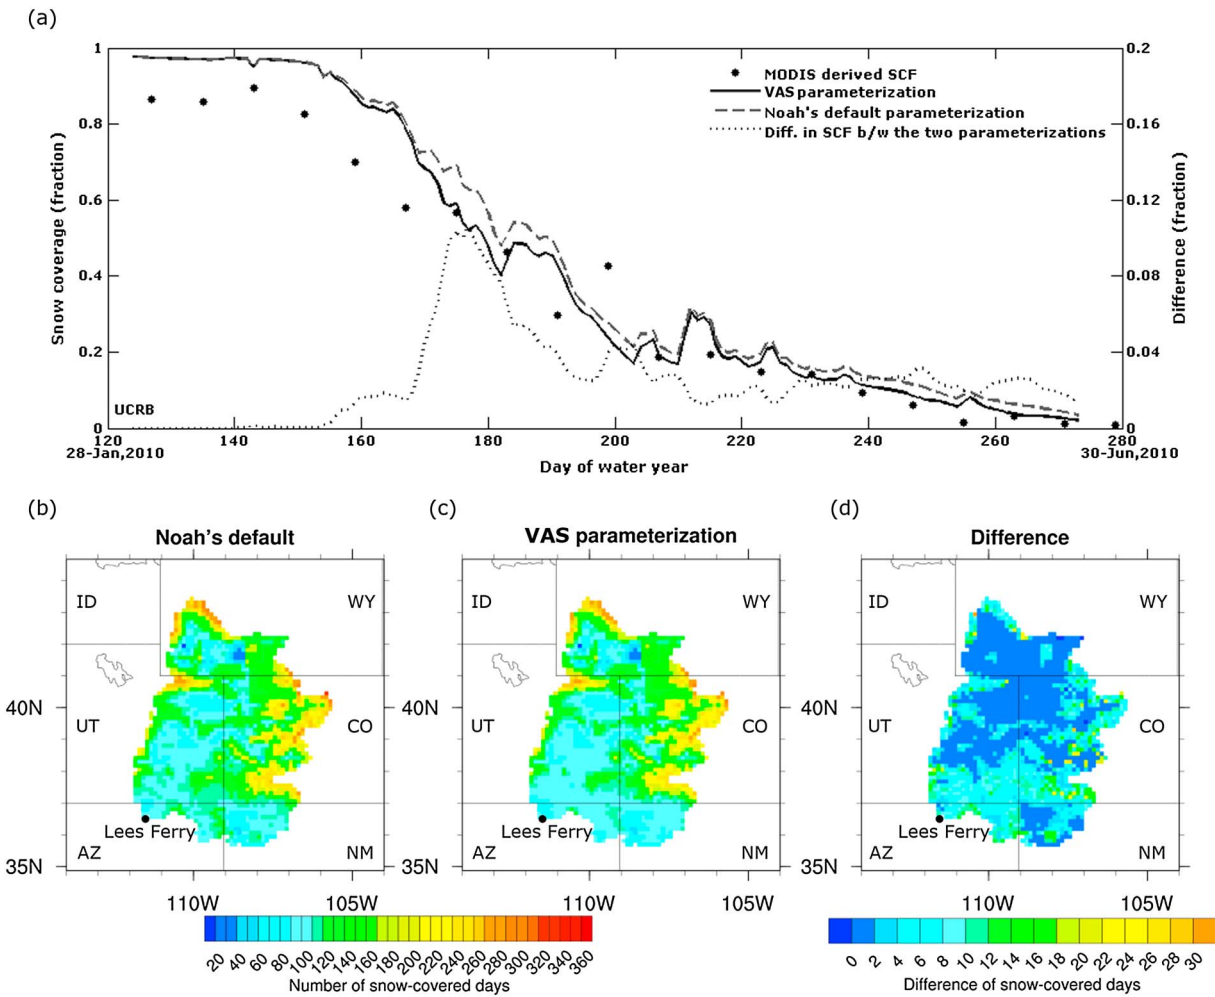 (a)
1
0.8
0.6
0.4
0.2
0
Snow coverage (fraction)
0.2
0.16
0.12
0.08
0.04
0
Difference (fraction)
MODIS derived SCF
VAS parameterization
Noah's default parameterization
Diff. in SCF b/w the two parameterizations
UCRB
120 140 160 180 200 220 240 260 280
28-Jan,2010 30-Jun,2010
Day of water year
(b)
Noah's default
ID WY
40N
UT CO
Lees Ferry
AZ NM
35N
110W 105W
(c)
VAS parameterization
ID WY
40N
UT CO
Lees Ferry
AZ NM
35N
110W 105W
(d)
Difference
ID WY
UT CO
Lees Ferry
AZ NM
110W 105W
20 40 60 80 100 120 140 160 180 200 220 240 260 280 300 320 340 360
Number of snow-covered days
0 2 4 6 8 10 12 14 16 18 20 22 24 26 28 30
Difference of snow-covered days